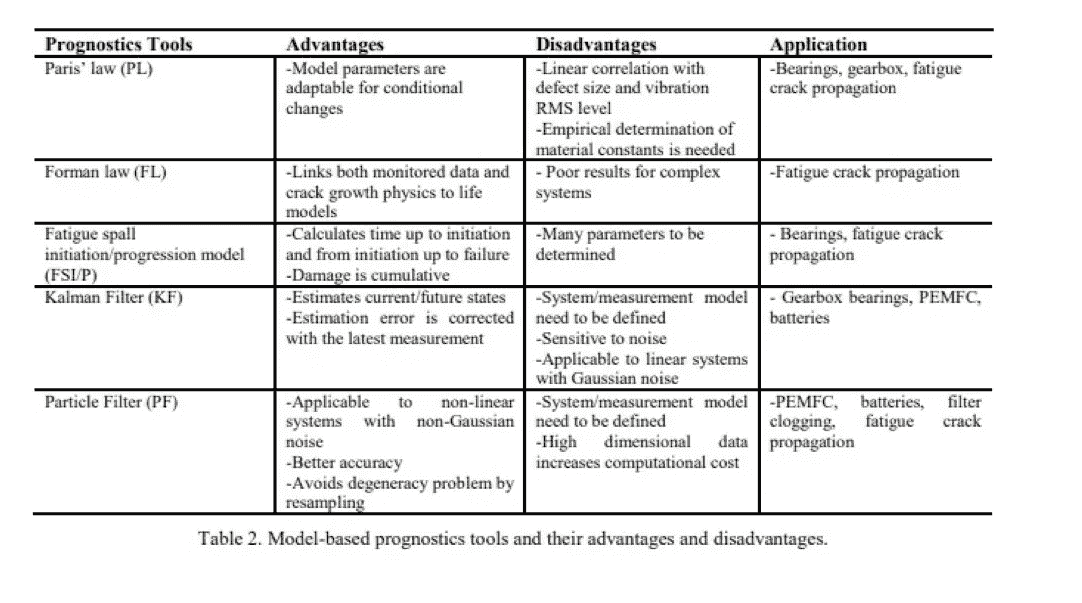 Prognostics Tools Advantages Disadvantages Application
Paris' law (PL) -Model parameters are -Linear correlation with -Bearings, gearbox, fatigue
adaptable for conditional defect size and vibration crack propagation
changes RMS level
-Empirical determination of
material constants is needed
Forman law (FL) -Links both monitored data and - Poor results for complex -Fatigue crack propagation
crack growth physics to life systems
models
Fatigue spall -Calculates time up to initiation -Many parameters to be - Bearings, fatigue crack
initiation/progression model and from initiation up to failure determined propagation
(FSI/P) -Damage is cumulative
Kalman Filter (KF) -Estimates current/future states -System/measurement model - Gearbox bearings, PEMFC,
-Estimation error is corrected need to be defined batteries
with the latest measurement -Sensitive to noise
-Applicable to linear systems
with Gaussian noise
Particle Filter (PF) -Applicable to non-linear -System/measurement model -PEMFC, batteries, filter
systems with non-Gaussian need to be defined clogging, fatigue crack
noise -High dimensional data propagation
-Better accuracy increases computational cost
-Avoids degeneracy problem by
resampling
Table 2. Model-based prognostics tools and their advantages and disadvantages.